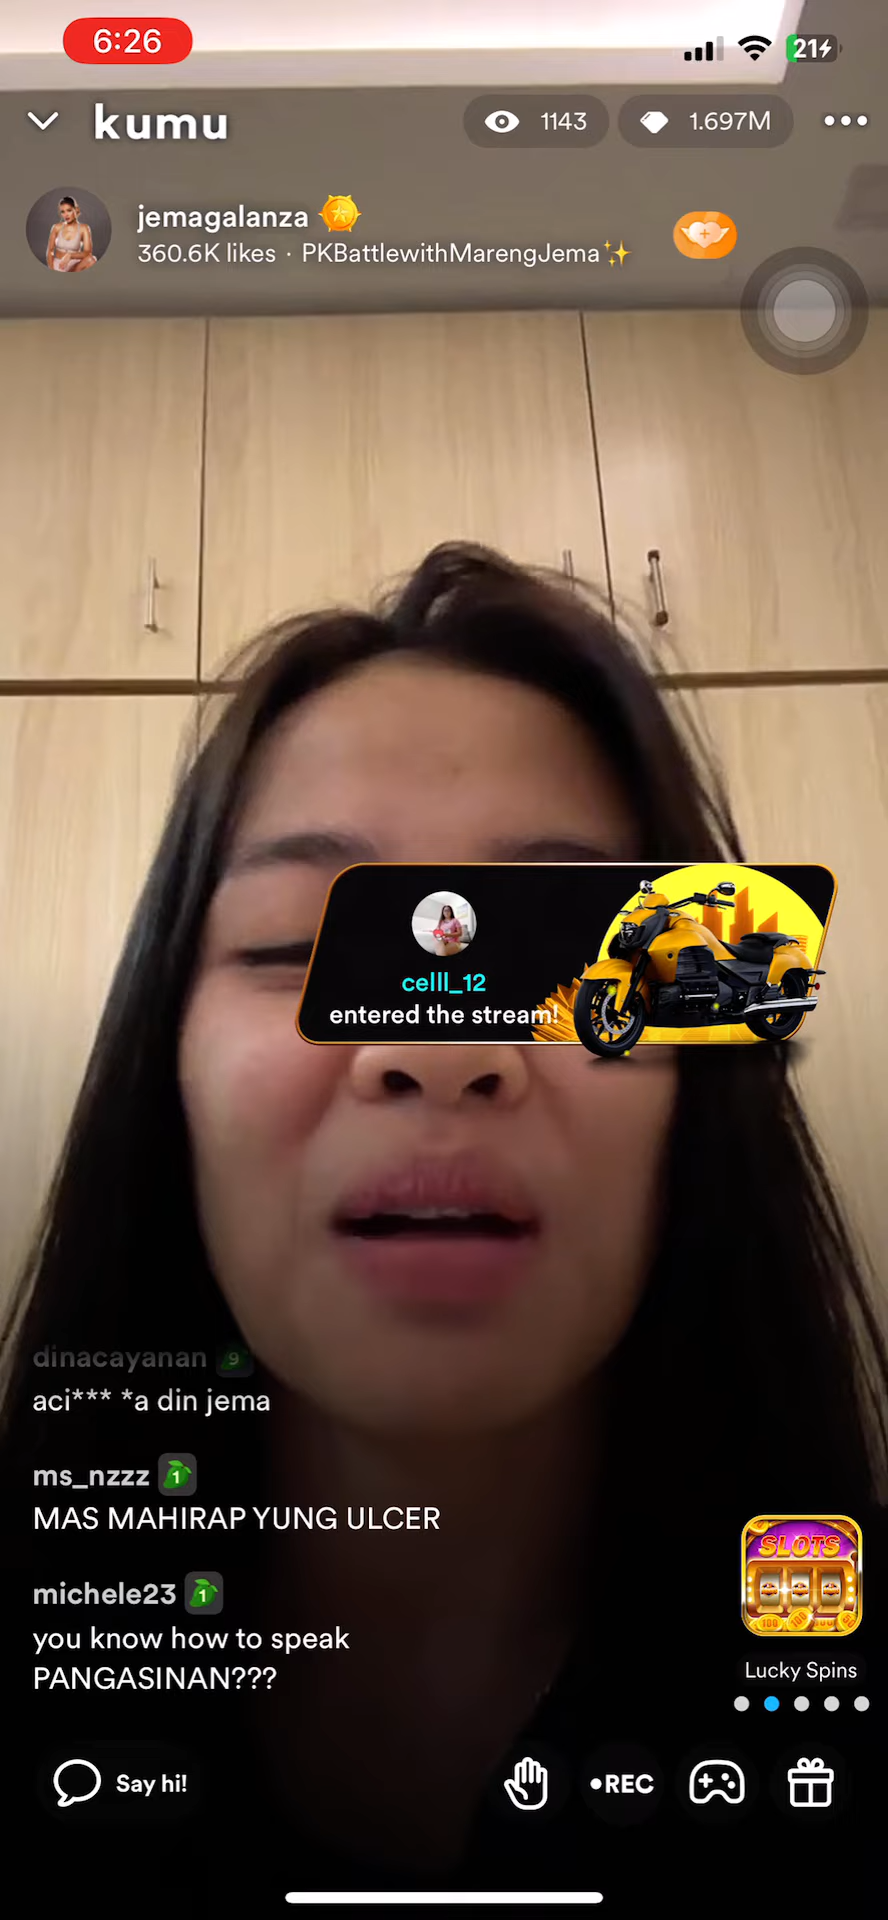 6:26
21
kumu
1143
1.697M
jemagalanza
360.6K likes · PKBattlewithMarengJema✨
celll_12
entered the stream!
dinacayanan 9
aci*** *a din jema
ms_nzzz 1
MAS MAHIRAP YUNG ULCER
michele23 1
you know how to speak
PANGASINAN???
SLOTS
Lucky Spins
Say hi!
•REC